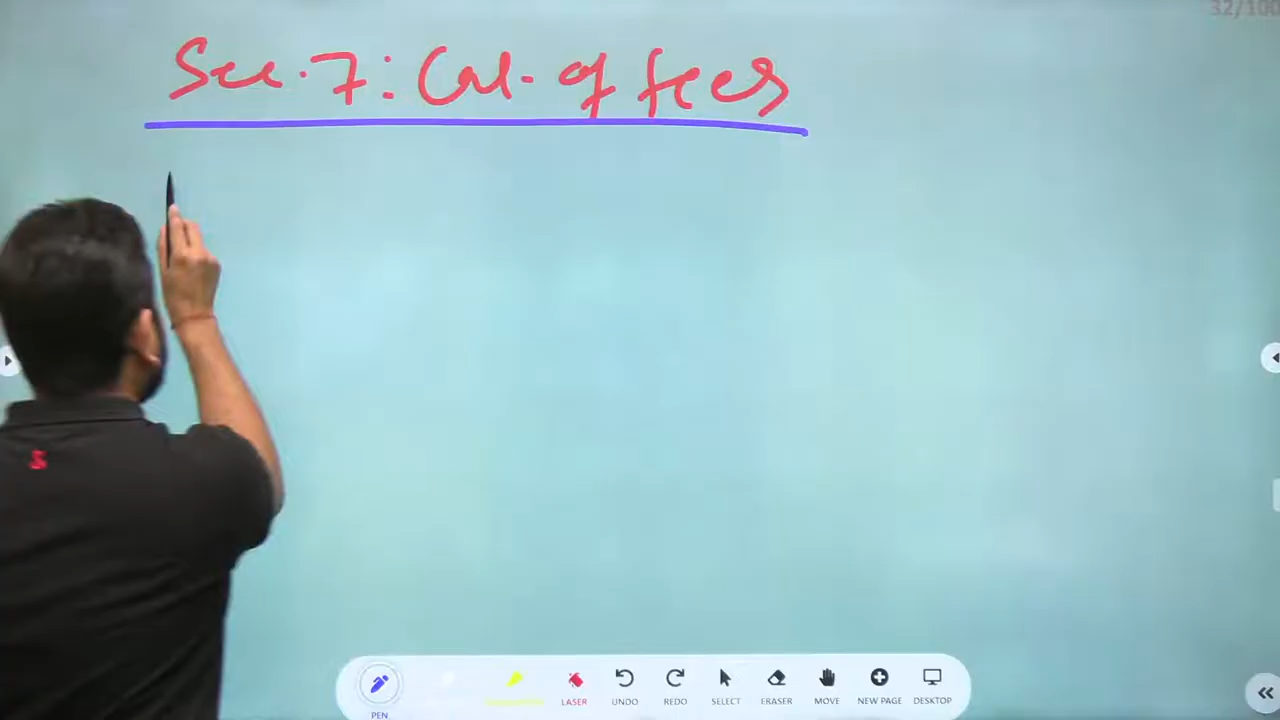 32/100
Sec. 7: Cal. of fees
S
PEN
LASER
UNDO
REDO
SELECT
ERASER
MOVE
NEW PAGE
DESKTOP